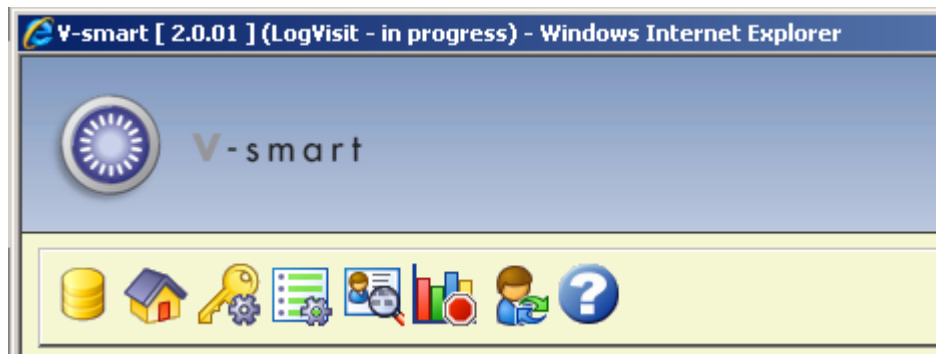 V-smart [ 2.0.01 ] (LogVisit - in progress) - Windows Internet Explorer
V-smart
?